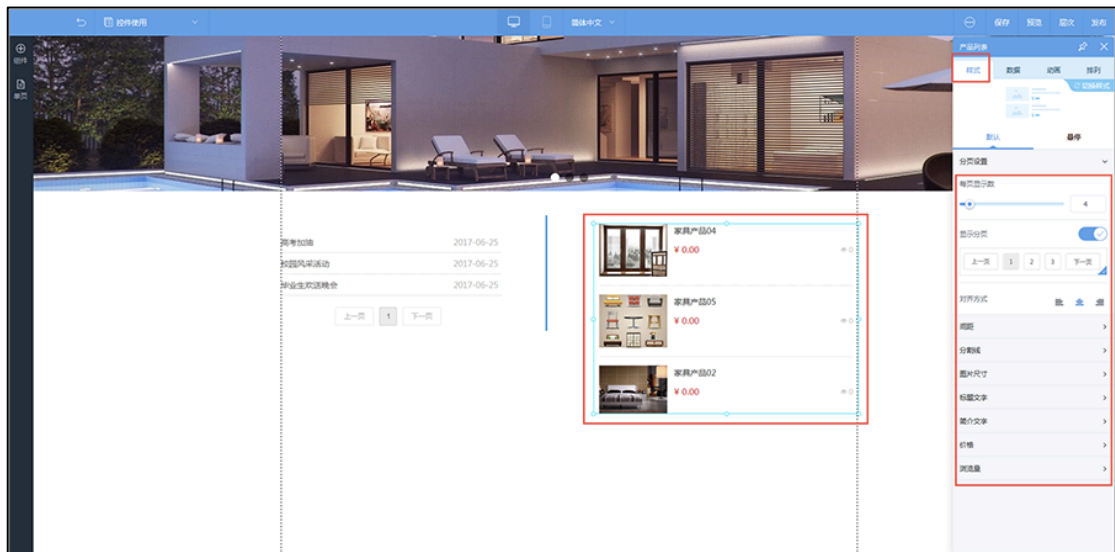 控件使用
简体中文
保存 预览 层次 发布
组件
单页
产品列表
样式 数据 动画 排列
切换样式
默认 悬停
分页设置
每页显示数
4
显示分页
上一页 1 2 3 下一页
对齐方式
间距
分割线
图片尺寸
标题文字
简介文字
价格
浏览量
高考加油 2017-06-25
校园风采活动 2017-06-25
毕业生欢送晚会 2017-06-25
上一页 1 下一页
家具产品04
¥ 0.00
0
家具产品05
¥ 0.00
0
家具产品02
¥ 0.00
0